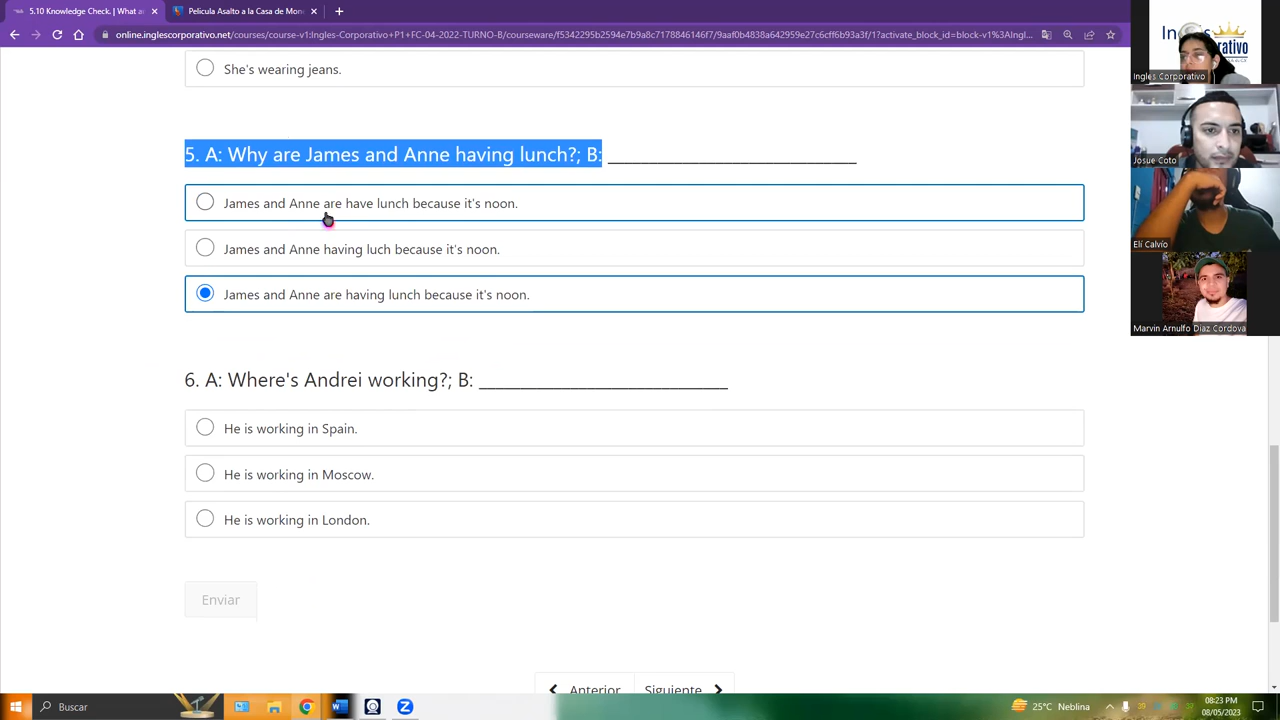 5.10 Knowledge Check. | What ar
Pelicula Asalto a la Casa de Mon
online.inglescorporativo.net/courses/course-v1:Ingles-Corporativo+P1+FC-04-2022-TURNO-B/courseware/f5342295b2594e7b9a8c7178846146f7/9aaf0b4838a642959e27c6cff6b93a3f/1?activate_block_id=block-v1%3AIngl...
She's wearing jeans.
5. A: Why are James and Anne having lunch?; B: ____________________________
James and Anne are have lunch because it's noon.
James and Anne having luch because it's noon.
James and Anne are having lunch because it's noon.
6. A: Where's Andrei working?; B: ____________________________
He is working in Spain.
He is working in Moscow.
He is working in London.
Enviar
Anterior
Siguiente
Ingles Corporativo
Josue Coto
Elí Calvío
Marvin Arnulfo Diaz Cordova
Buscar
25°C Neblina
08:23 PM
08/05/2023